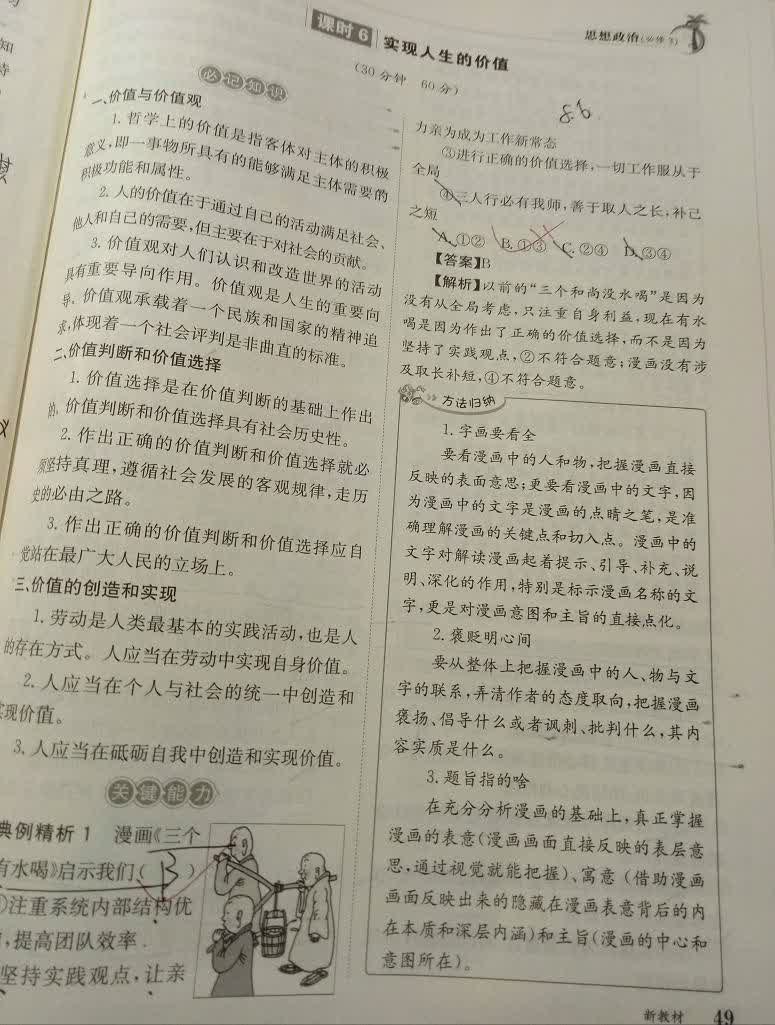 课时6 实现人生的价值
思想政治(必修3)
(30分钟 60分)
必记知识
一、价值与价值观
1. 哲学上的价值是指客体对主体的积极
意义,即一事物所具有的能够满足主体需要的
积极功能和属性。
2. 人的价值在于通过自己的活动满足社会、
他人和自己的需要,但主要在于对社会的贡献。
3. 价值观对人们认识和改造世界的活动
具有重要导向作用。价值观是人生的重要向
导。价值观承载着一个民族和国家的精神追
求,体现着一个社会评判是非曲直的标准。
二、价值判断和价值选择
1. 价值选择是在价值判断的基础上作出
的。价值判断和价值选择具有社会历史性。
2. 作出正确的价值判断和价值选择就必
须坚持真理,遵循社会发展的客观规律,走历
史的必由之路。
3. 作出正确的价值判断和价值选择应自
觉站在最广大人民的立场上。
三、价值的创造和实现
1. 劳动是人类最基本的实践活动,也是人
的存在方式。人应当在劳动中实现自身价值。
2. 人应当在个人与社会的统一中创造和
实现价值。
3. 人应当在砥砺自我中创造和实现价值。
关键能力
典例精析1 漫画《三个
有水喝》启示我们( B )
①注重系统内部结构优
,提高团队效率
坚持实践观点,让亲
8.6
力亲为成为工作新常态
③进行正确的价值选择,一切工作服从于
全局
④三人行必有我师,善于取人之长,补己
之短
A. ①② B. ①③ C. ②④ D. ③④
【答案】B
【解析】以前的“三个和尚没水喝”是因为
没有从全局考虑,只注重自身利益,现在有水
喝是因为作出了正确的价值选择,而不是因为
坚持了实践观点,②不符合题意;漫画没有涉
及取长补短,④不符合题意。
方法归纳
1. 字画要看全
要看漫画中的人和物,把握漫画直接
反映的表面意思;更要看漫画中的文字,因
为漫画中的文字是漫画的点睛之笔,是准
确理解漫画的关键点和切入点。漫画中的
文字对解读漫画起着提示、引导、补充、说
明、深化的作用,特别是标示漫画名称的文
字,更是对漫画意图和主旨的直接点化。
2. 褒贬明心间
要从整体上把握漫画中的人、物与文
字的联系,弄清作者的态度取向,把握漫画
褒扬、倡导什么或者讽刺、批判什么,其内
容实质是什么。
3. 题旨指的啥
在充分分析漫画的基础上,真正掌握
漫画的表意(漫画画面直接反映的表层意
思,通过视觉就能把握)、寓意(借助漫画
画面反映出来的隐藏在漫画表意背后的内
在本质和深层内涵)和主旨(漫画的中心和
意图所在)。
新教材 49